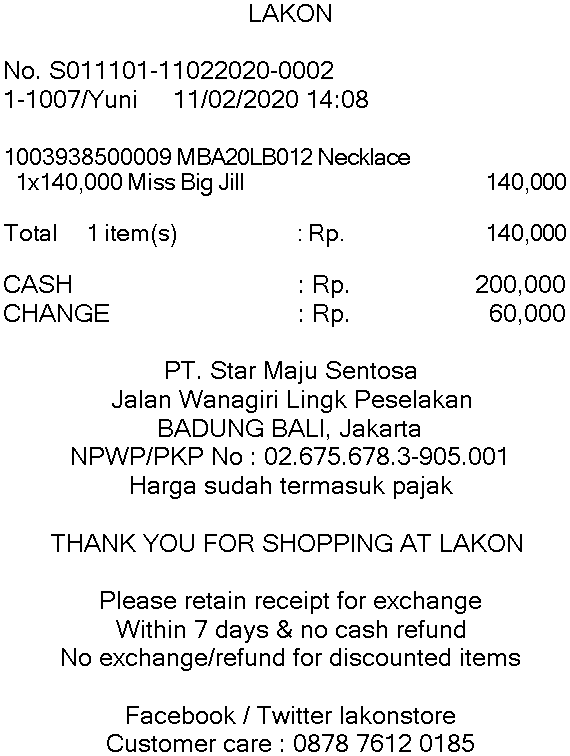 LAKON
No. S011101-11022020-0002
1-1007/Yuni 11/02/2020 14:08
1003938500009 MBA20LB012 Necklace
1x140,000 Miss Big Jill 140,000
Total 1 item(s) : Rp. 140,000
CASH : Rp. 200,000
CHANGE : Rp. 60,000
PT. Star Maju Sentosa
Jalan Wanagiri Lingk Peselakan
BADUNG BALI, Jakarta
NPWP/PKP No : 02.675.678.3-905.001
Harga sudah termasuk pajak
THANK YOU FOR SHOPPING AT LAKON
Please retain receipt for exchange
Within 7 days & no cash refund
No exchange/refund for discounted items
Facebook / Twitter lakonstore
Customer care : 0878 7612 0185